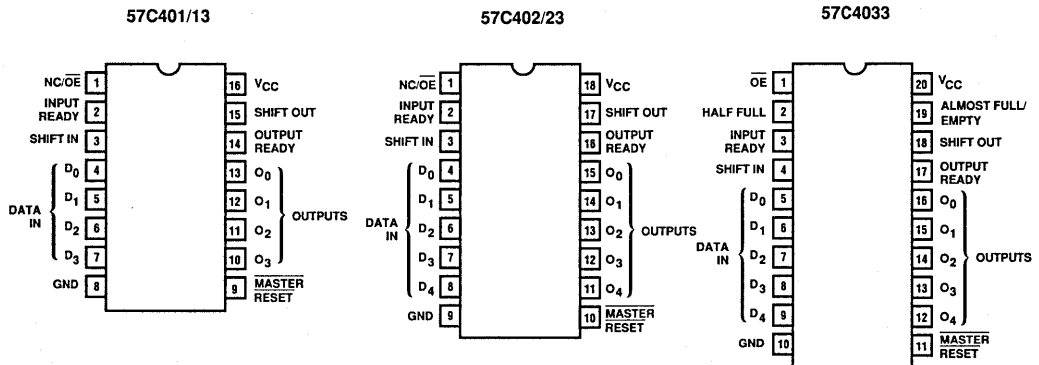 57C401/13
NC/OE 1
INPUT READY 2
SHIFT IN 3
D0 4
D1 5
D2 6
D3 7
DATA IN
GND 8
16 VCC
15 SHIFT OUT
14 OUTPUT READY
13 O0
12 O1
11 O2
10 O3
OUTPUTS
9 MASTER RESET
57C402/23
NC/OE 1
INPUT READY 2
SHIFT IN 3
D0 4
D1 5
D2 6
D3 7
D4 8
DATA IN
GND 9
18 VCC
17 SHIFT OUT
16 OUTPUT READY
15 O0
14 O1
13 O2
12 O3
11 O4
OUTPUTS
10 MASTER RESET
57C4033
OE 1
HALF FULL 2
INPUT READY 3
SHIFT IN 4
D0 5
D1 6
D2 7
D3 8
D4 9
DATA IN
GND 10
20 VCC
19 ALMOST FULL/ EMPTY
18 SHIFT OUT
17 OUTPUT READY
16 O0
15 O1
14 O2
13 O3
12 O4
OUTPUTS
11 MASTER RESET